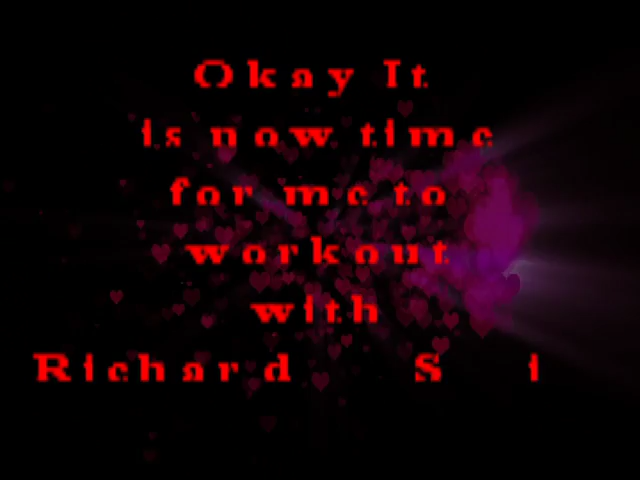 Okay It
is now time
for me to
workout
with
Richard S i